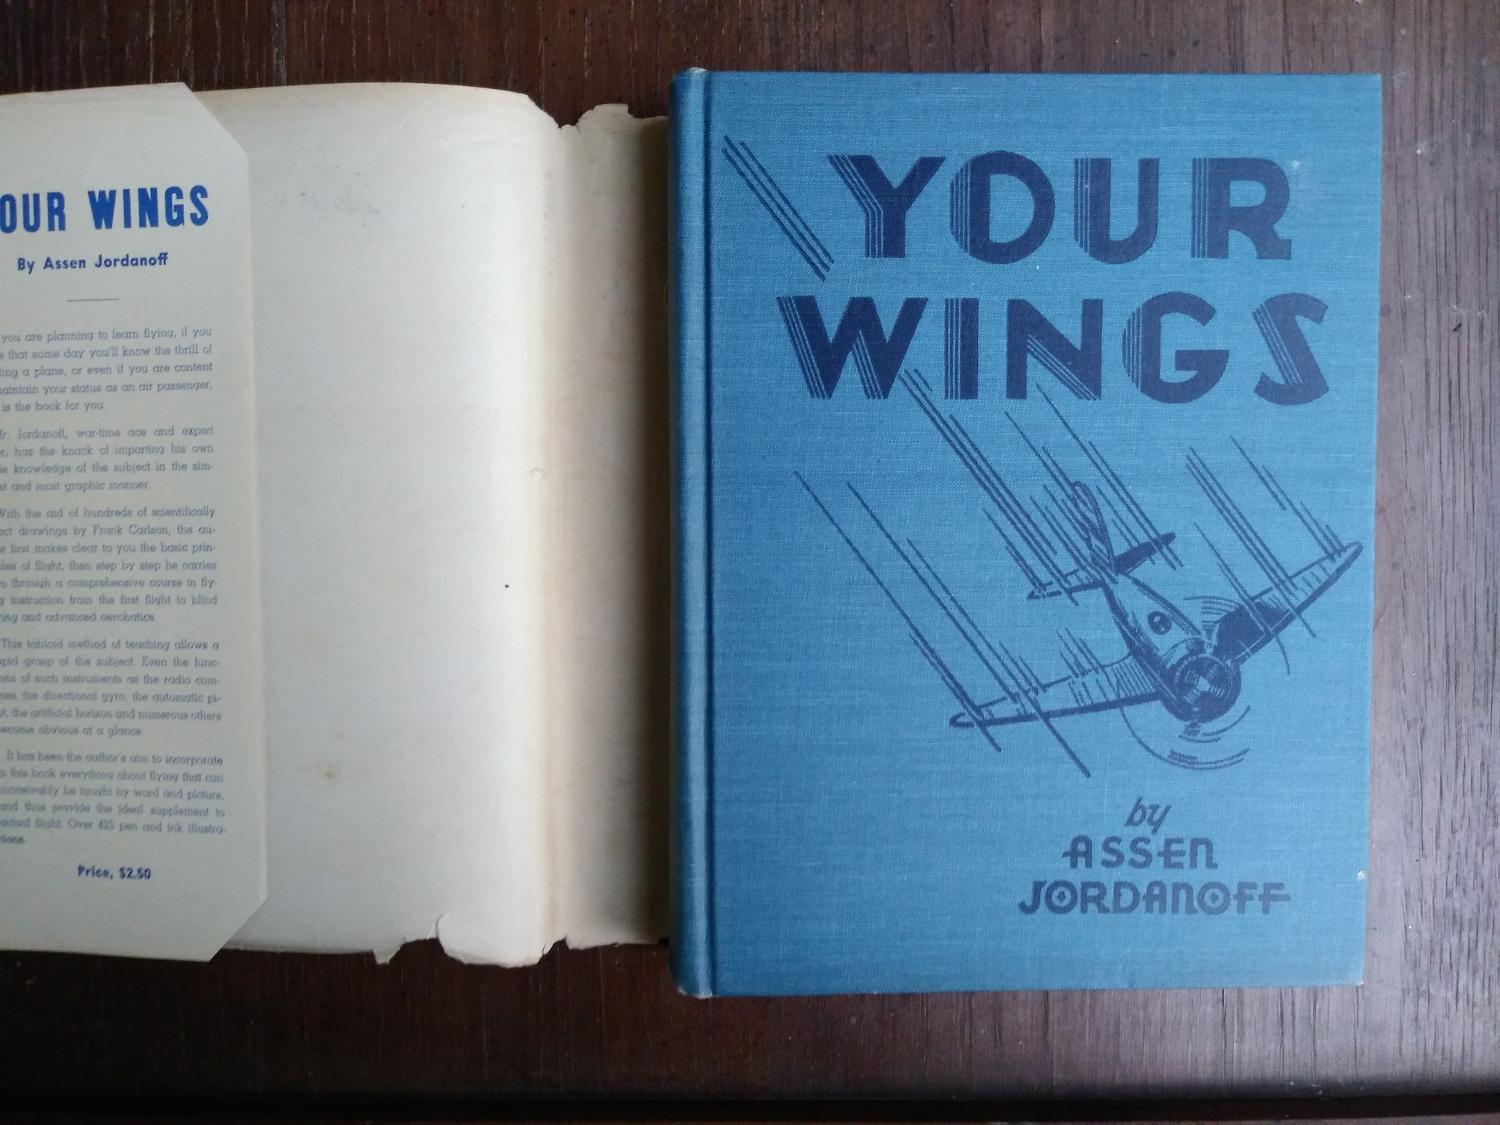 OUR WINGS
By Assen Jordanoff
you are planning to learn flying, if you
that some day you'll know the thrill of
ing a plane, or even if you are content
aintain your status as an air passenger,
is the book for you.
r. Jordanoff, war-time ace and expert
r, has the knack of imparting his own
e knowledge of the subject in the sim-
st and most graphic manner.
With the aid of hundreds of scientifically
act drawings by Frank Carlson, the au-
or first makes clear to you the basic prin-
les of flight, then step by step he carries
u through a comprehensive course in fly-
g instruction from the first flight to blind
ying and advanced aerobatics.
This tabloid method of teaching allows a
apid grasp of the subject. Even the func-
ons of such instruments as the radio com-
ass, the directional gyro, the automatic pi-
ot, the artificial horizon and numerous others
become obvious at a glance.
It has been the author's aim to incorporate
in this book everything about flying that can
conceivably be taught by word and picture,
and thus provide the ideal supplement to
actual flight. Over 425 pen and ink illustra-
tions.
Price, $2.50
YOUR
WINGS
by
ASSEN
JORDANOFF